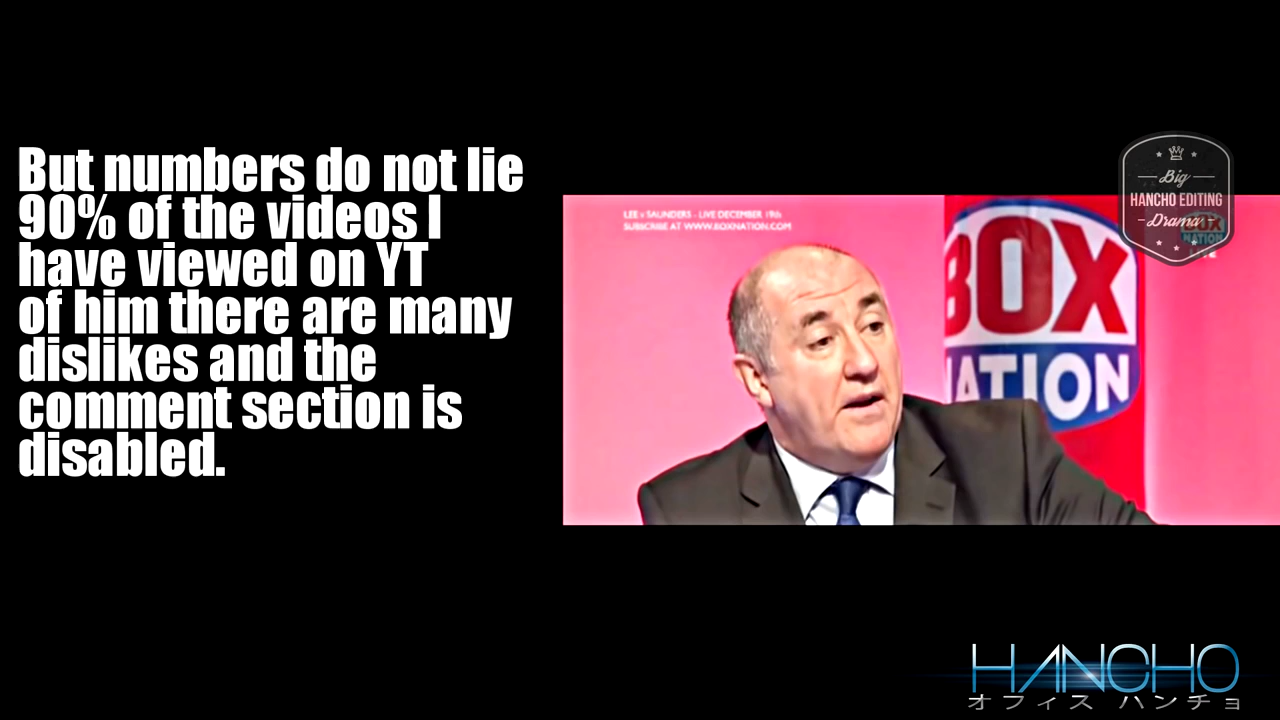 But numbers do not lie
90% of the videos I
have viewed on YT
of him there are many
dislikes and the
comment section is
disabled.
LEE v SAUNDERS - LIVE DECEMBER 19th
SUBSCRIBE AT WWW.BOXNATION.COM
BOX
NATION
Big
HANCHO EDITING
Drama
BOX
NATION
HANCHO
オフィス ハンチョ